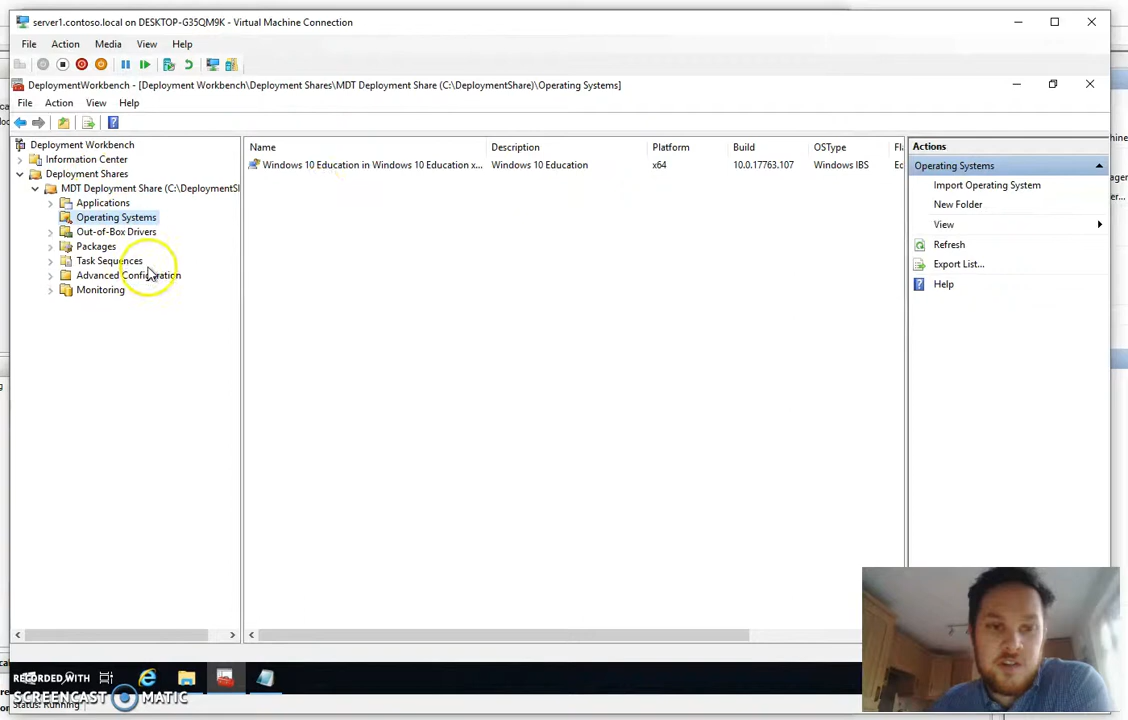 server1.contoso.local on DESKTOP-G35QM9K - Virtual Machine Connection
File Action Media View Help
DeploymentWorkbench - [Deployment Workbench\Deployment Shares\MDT Deployment Share (C:\DeploymentShare)\Operating Systems]
File Action View Help
Deployment Workbench
Information Center
Deployment Shares
MDT Deployment Share (C:\DeploymentSl
Applications
Operating Systems
Out-of-Box Drivers
Packages
Task Sequences
Advanced Configuration
Monitoring
Name Description Platform Build OSType Fl
Windows 10 Education in Windows 10 Education x... Windows 10 Education x64 10.0.17763.107 Windows IBS Ec
Actions
Operating Systems
Import Operating System
New Folder
View
Refresh
Export List...
Help
RECORDED WITH
SCREENCAST MATIC
Status: Running